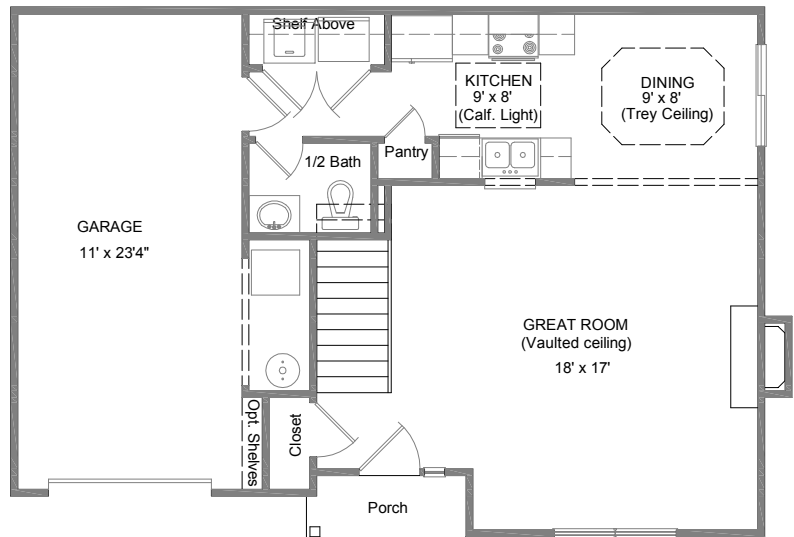 Shelf Above
KITCHEN
9' x 8'
(Calf. Light)
DINING
9' x 8'
(Trey Ceiling)
1/2 Bath
Pantry
GARAGE
11' x 23'4"
GREAT ROOM
(Vaulted ceiling)
18' x 17'
Opt. Shelves
Closet
Porch